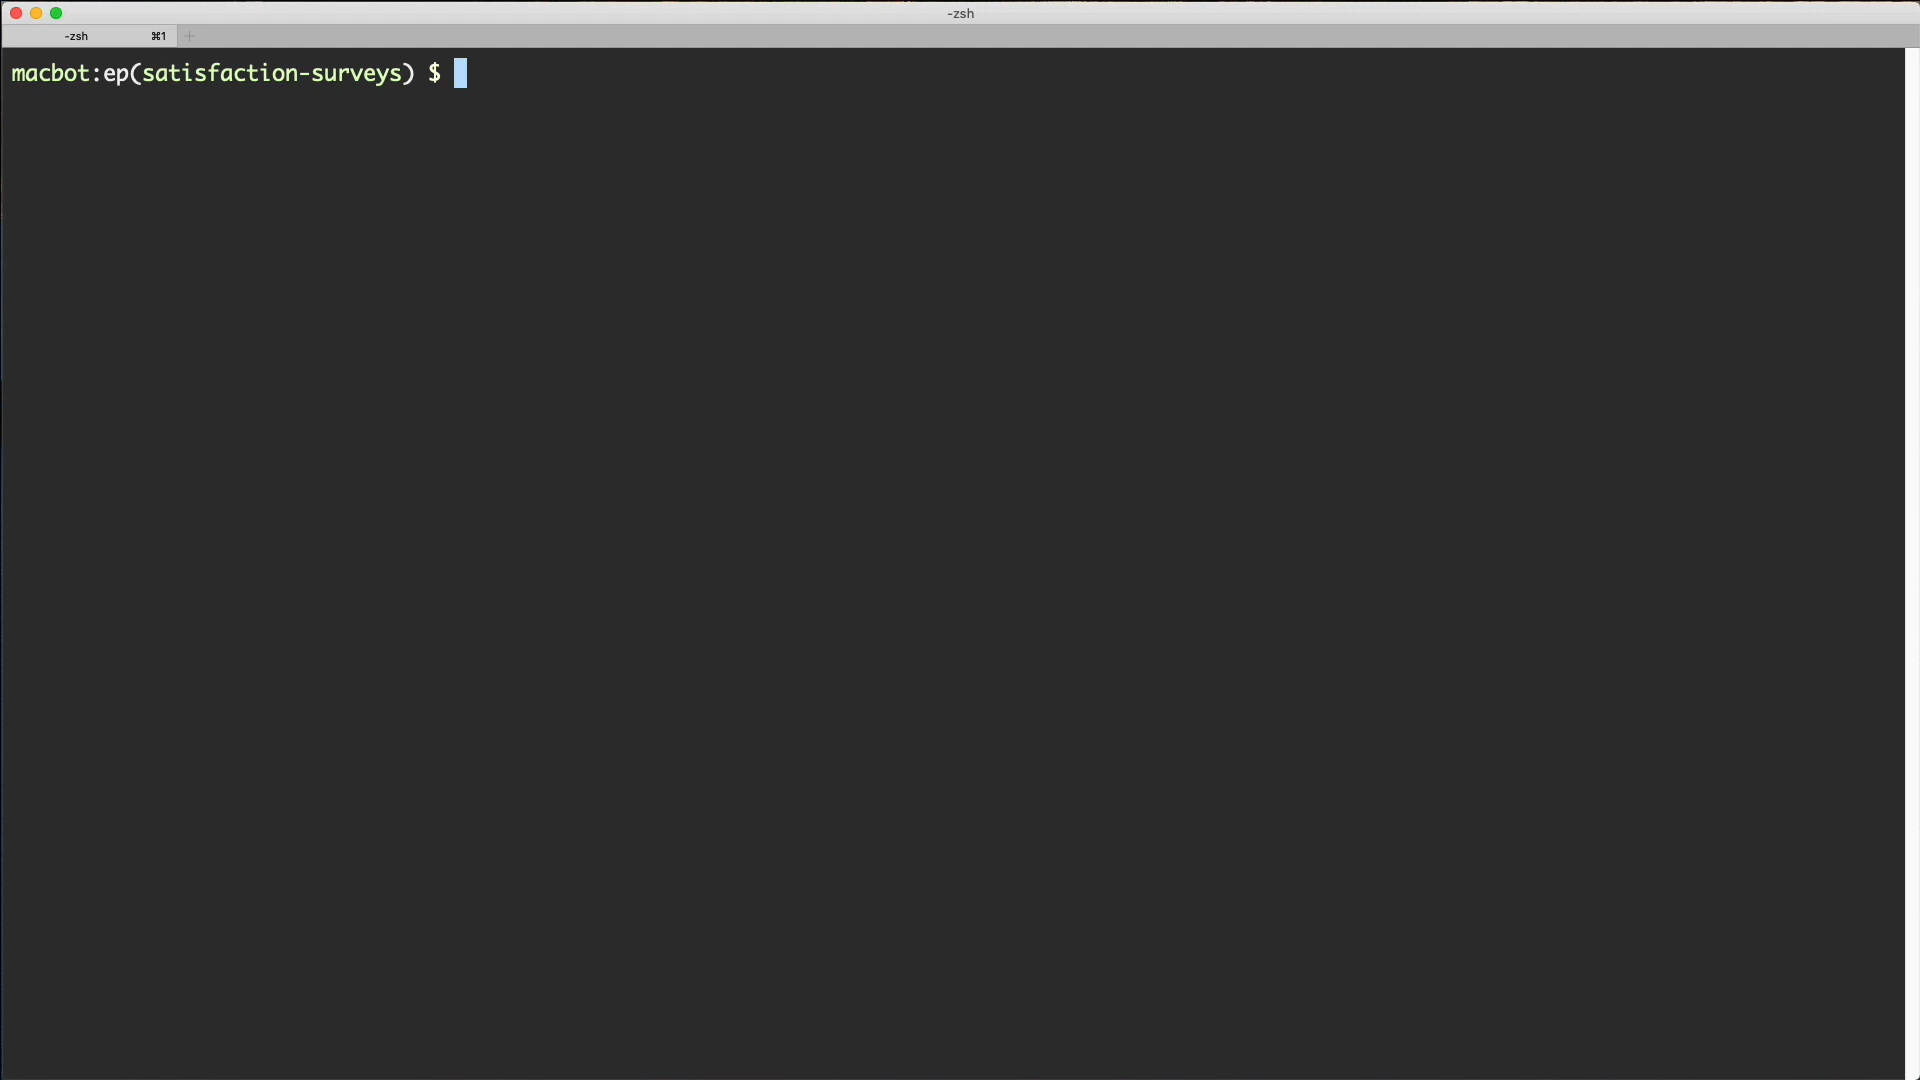 -zsh
-zsh ⌘1 +
macbot:ep(satisfaction-surveys) $